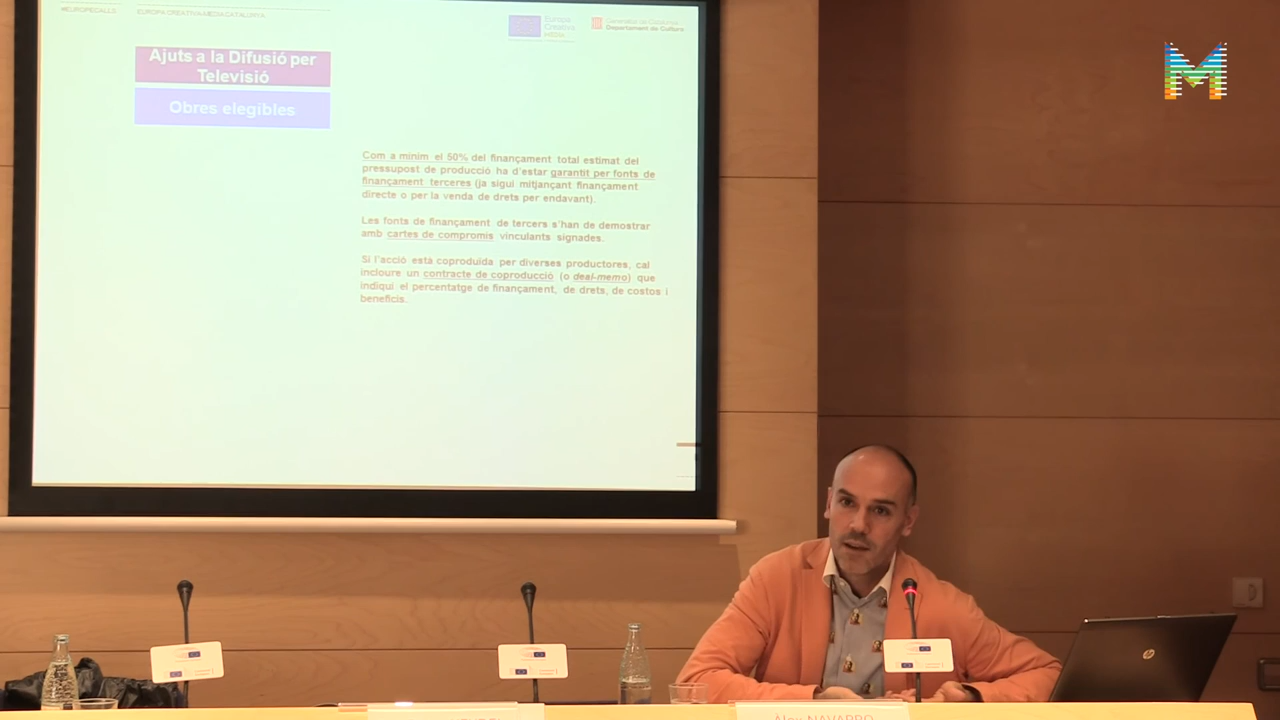 #EUROPECALLS
EUROPA CREATIVA MEDIA CATALUNYA
Europa
Creativa
MEDIA
Generalitat de Catalunya
Departament de Cultura
Ajuts a la Difusió per
Televisió
Obres elegibles
Com a mínim el 50% del finançament total estimat del
pressupost de producció ha d'estar garantit per fonts de
finançament terceres (ja sigui mitjançant finançament
directe o per la venda de drets per endavant).
Les fonts de finançament de tercers s'han de demostrar
amb cartes de compromís vinculants signades.
Si l'acció està coproduïda per diverses productores, cal
incloure un contracte de coproducció (o deal-memo) que
indiqui el percentatge de finançament, de drets, de costos i
beneficis.
M
hp
Àlex NAVARRO